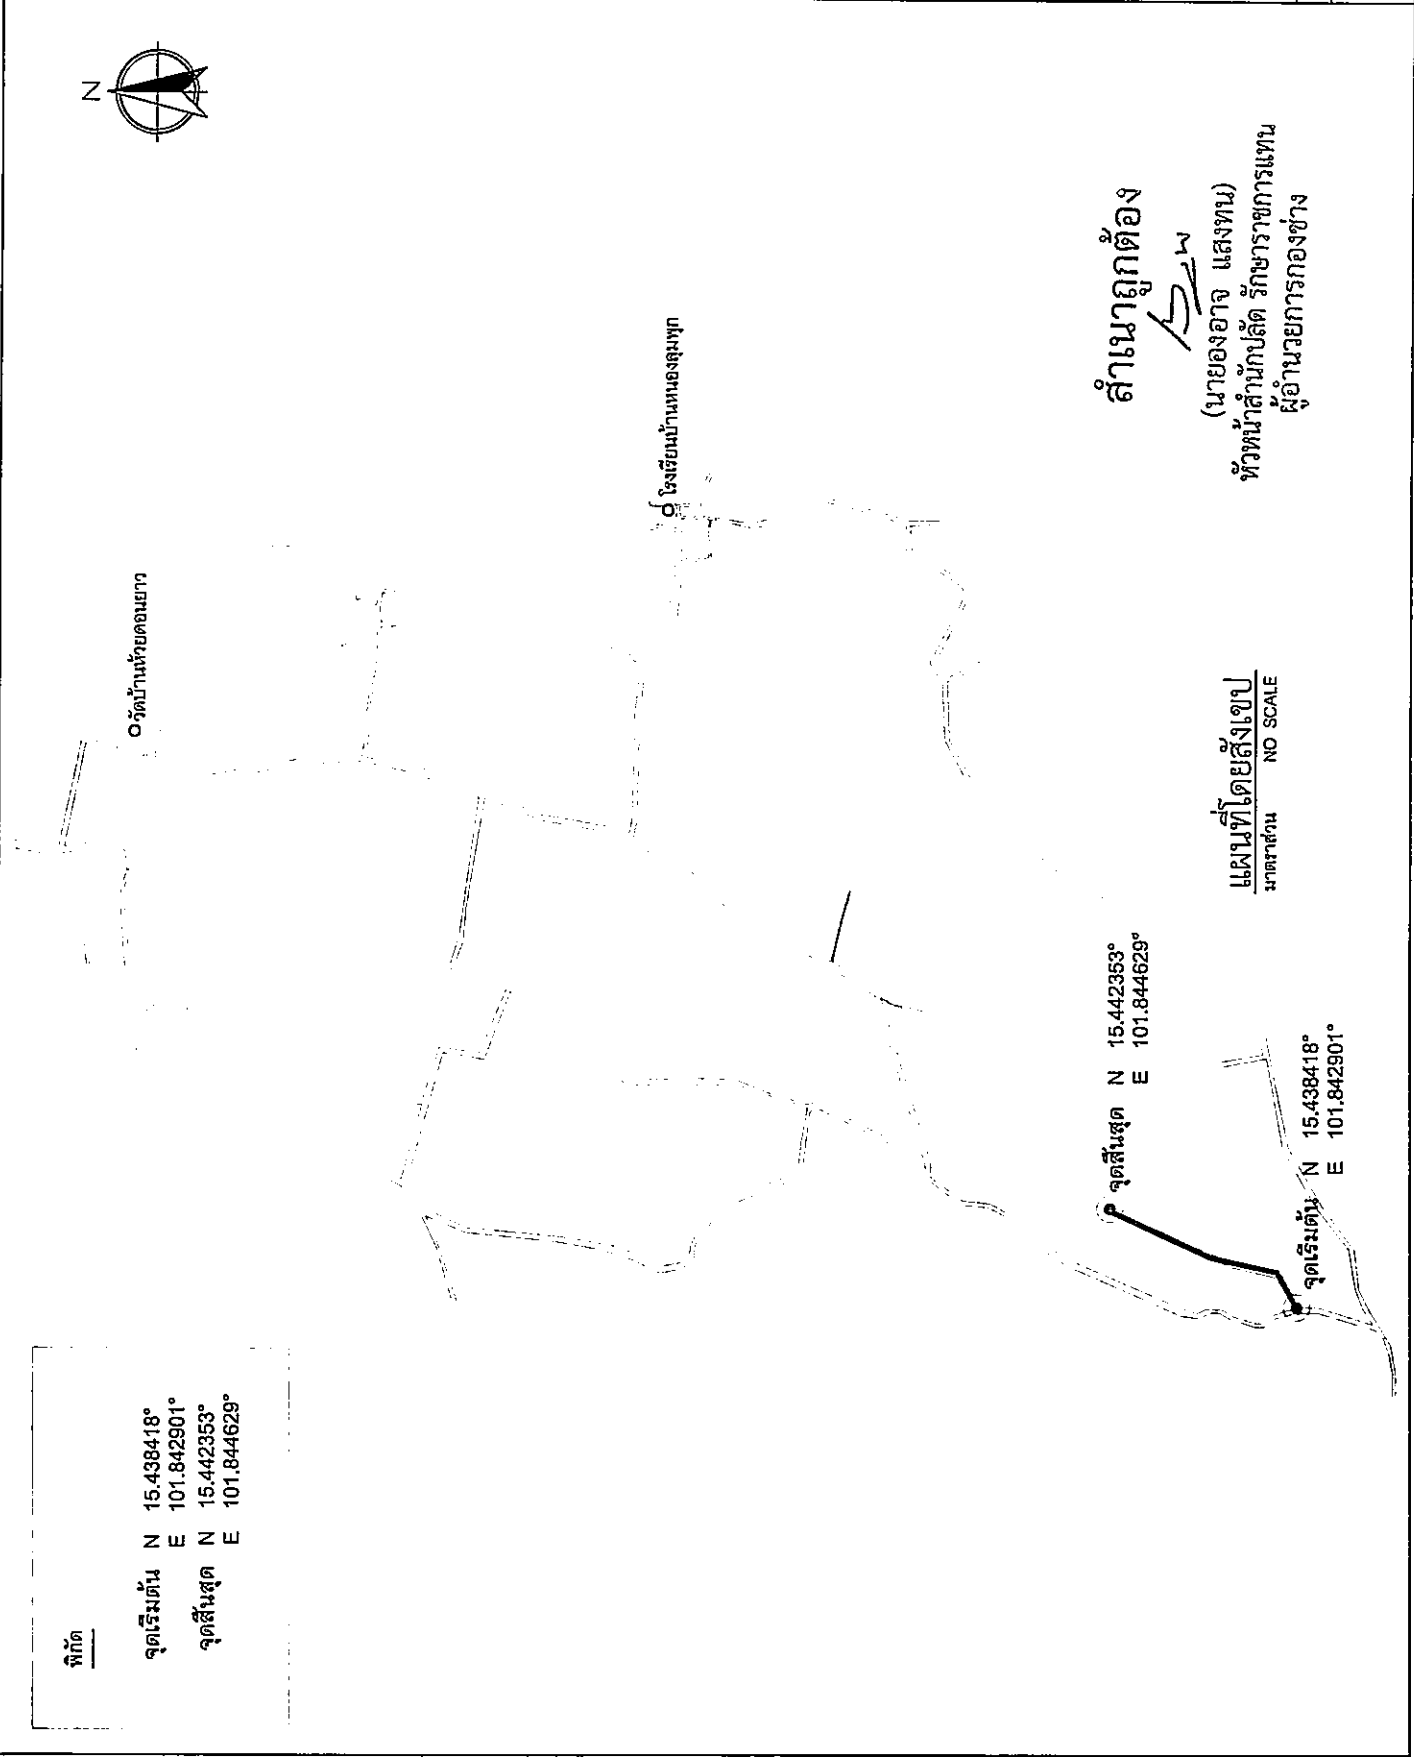 พิกัด
จุดเริ่มต้น N 15.438418°
E 101.842901°
จุดสิ้นสุด N 15.442353°
E 101.844629°
N
วัดบ้านห้วยดอนยาว
โรงเรียนบ้านหนองคุมพุก
จุดสิ้นสุด N 15.442353°
E 101.844629°
จุดเริ่มต้น N 15.438418°
E 101.842901°
แผนที่โดยสังเขป
มาตราส่วน NO SCALE
สำเนาถูกต้อง
(นายองอาจ แสงทน)
หัวหน้าสำนักปลัด รักษาราชการแทน
ผู้อำนวยการกองช่าง